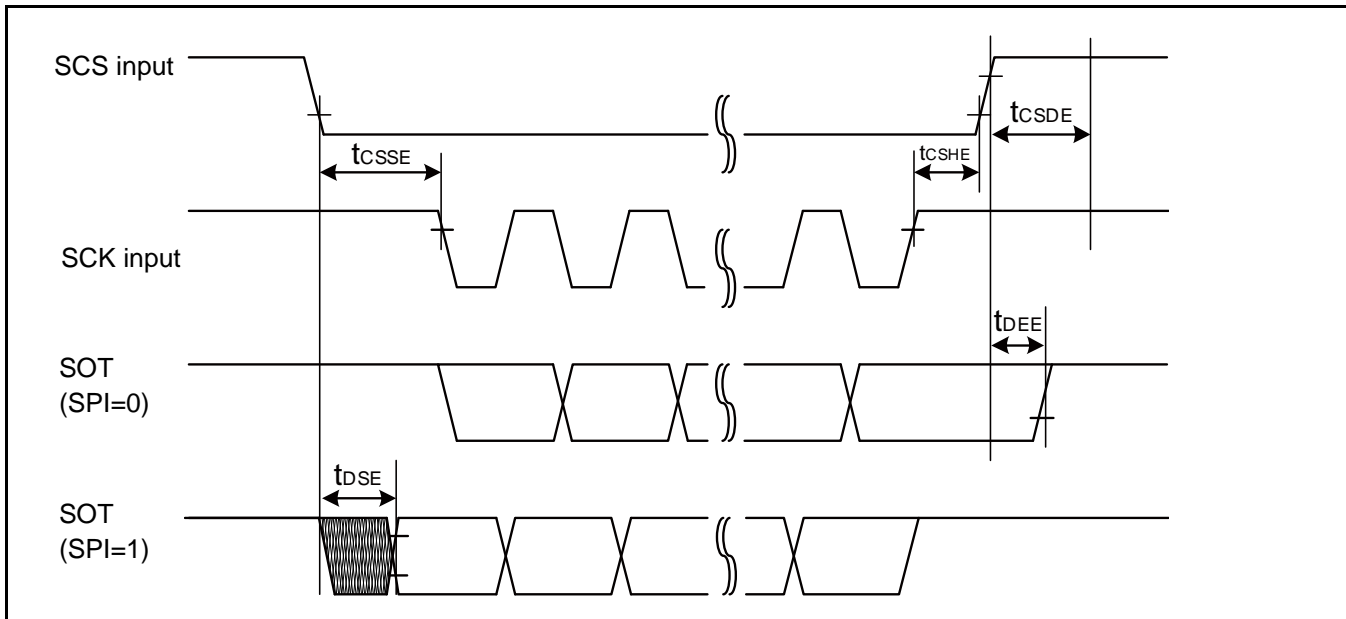 SCS input
tCSDE
tCSSE
tCSHE
SCK input
tDEE
SOT
(SPI=0)
tDSE
SOT
(SPI=1)